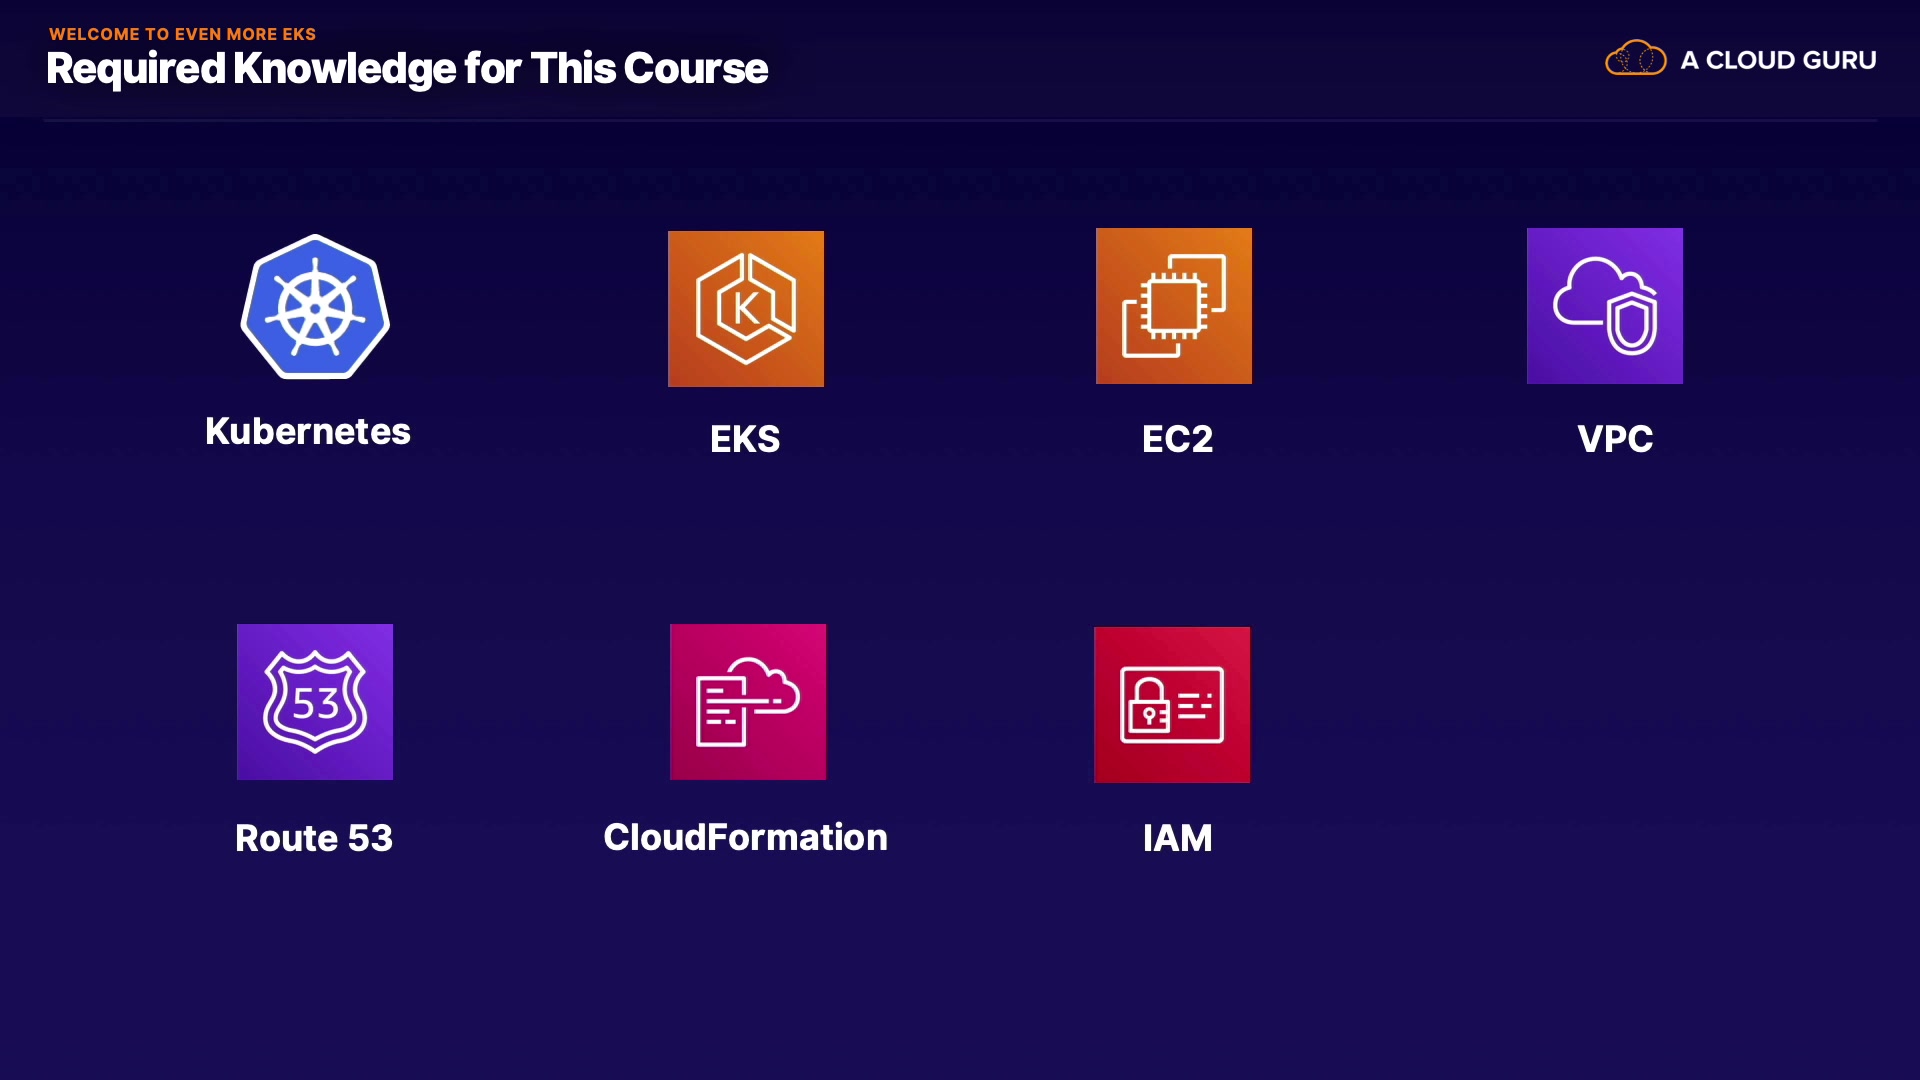 WELCOME TO EVEN MORE EKS
Required Knowledge for This Course
A CLOUD GURU
K
Kubernetes
EKS
EC2
VPC
53
Route 53
CloudFormation
IAM